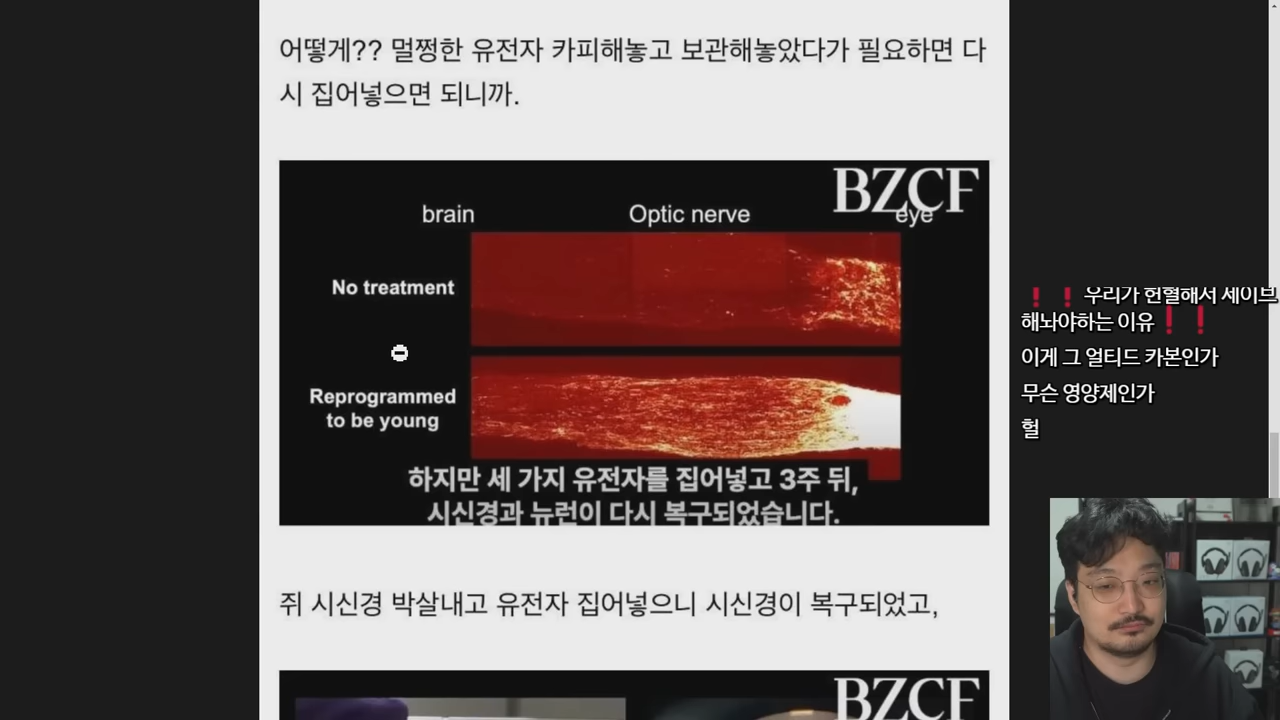 어떻게?? 멀쩡한 유전자 카피해놓고 보관해놓았다가 필요하면 다
시 집어넣으면 되니까.
BZCF
brain
Optic nerve
eye
No treatment
Reprogrammed
to be young
하지만 세 가지 유전자를 집어넣고 3주 뒤,
시신경과 뉴런이 다시 복구되었습니다.
쥐 시신경 박살내고 유전자 집어넣으니 시신경이 복구되었고,
BZCF
❗ ❗ 우리가 헌혈해서 세이브
해놔야하는 이유❗ ❗
이게 그 얼티드 카본인가
무슨 영양제인가
헐